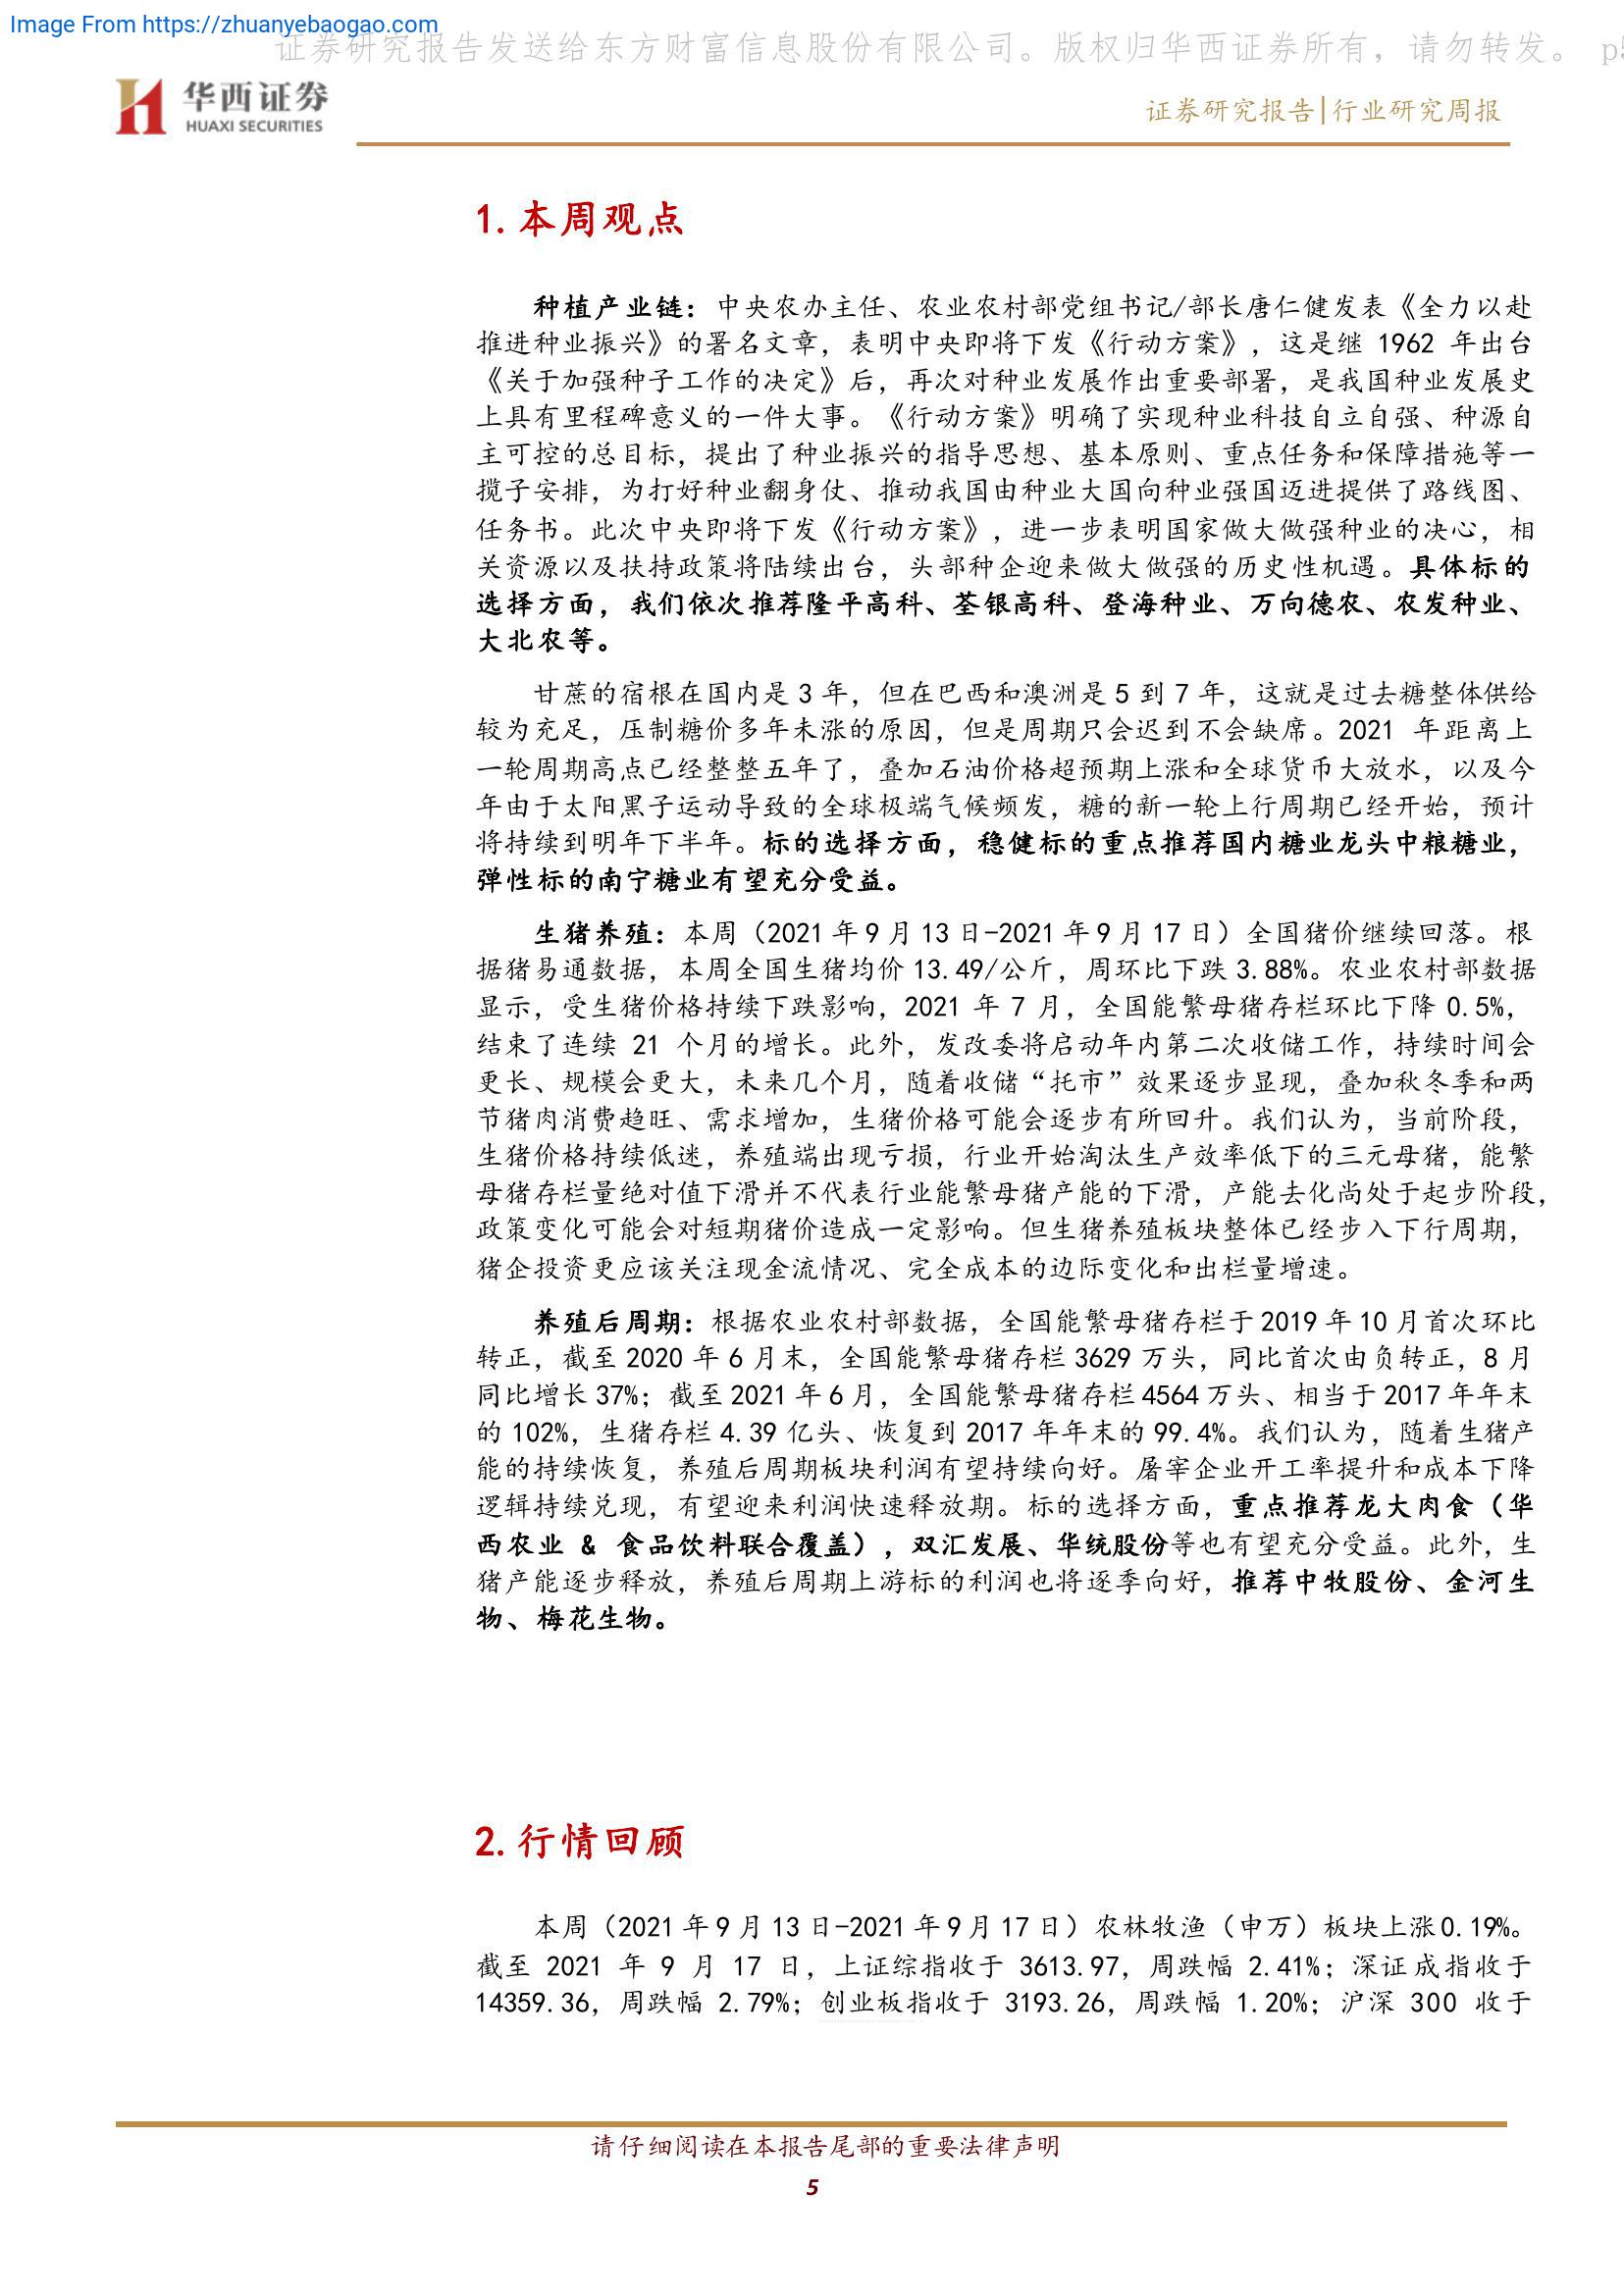 Image From https://zhuanyebaogao.com
证券研究报告发送给东方财富信息股份有限公司。版权归华西证券所有，请勿转发。 p5
华西证券
HUAXI SECURITIES
证券研究报告|行业研究周报
1. 本周观点
种植产业链：中央农办主任、农业农村部党组书记/部长唐仁健发表《全力以赴
推进种业振兴》的署名文章，表明中央即将下发《行动方案》，这是继 1962 年出台
《关于加强种子工作的决定》后，再次对种业发展作出重要部署，是我国种业发展史
上具有里程碑意义的一件大事。《行动方案》明确了实现种业科技自立自强、种源自
主可控的总目标，提出了种业振兴的指导思想、基本原则、重点任务和保障措施等一
揽子安排，为打好种业翻身仗、推动我国由种业大国向种业强国迈进提供了路线图、
任务书。此次中央即将下发《行动方案》，进一步表明国家做大做强种业的决心，相
关资源以及扶持政策将陆续出台，头部种企迎来做大做强的历史性机遇。具体标的
选择方面，我们依次推荐隆平高科、荃银高科、登海种业、万向德农、农发种业、
大北农等。
甘蔗的宿根在国内是 3 年，但在巴西和澳洲是 5 到 7 年，这就是过去糖整体供给
较为充足，压制糖价多年未涨的原因，但是周期只会迟到不会缺席。2021 年距离上
一轮周期高点已经整整五年了，叠加石油价格超预期上涨和全球货币大放水，以及今
年由于太阳黑子运动导致的全球极端气候频发，糖的新一轮上行周期已经开始，预计
将持续到明年下半年。标的选择方面，稳健标的重点推荐国内糖业龙头中粮糖业，
弹性标的南宁糖业有望充分受益。
生猪养殖：本周（2021 年 9 月 13 日-2021 年 9 月 17 日）全国猪价继续回落。根
据猪易通数据，本周全国生猪均价 13.49/公斤，周环比下跌 3.88%。农业农村部数据
显示，受生猪价格持续下跌影响，2021 年 7 月，全国能繁母猪存栏环比下降 0.5%，
结束了连续 21 个月的增长。此外，发改委将启动年内第二次收储工作，持续时间会
更长、规模会更大，未来几个月，随着收储“托市”效果逐步显现，叠加秋冬季和两
节猪肉消费趋旺、需求增加，生猪价格可能会逐步有所回升。我们认为，当前阶段，
生猪价格持续低迷，养殖端出现亏损，行业开始淘汰生产效率低下的三元母猪，能繁
母猪存栏量绝对值下滑并不代表行业能繁母猪产能的下滑，产能去化尚处于起步阶段，
政策变化可能会对短期猪价造成一定影响。但生猪养殖板块整体已经步入下行周期，
猪企投资更应该关注现金流情况、完全成本的边际变化和出栏量增速。
养殖后周期：根据农业农村部数据，全国能繁母猪存栏于 2019 年 10 月首次环比
转正，截至 2020 年 6 月末，全国能繁母猪存栏 3629 万头，同比首次由负转正，8 月
同比增长 37%；截至 2021 年 6 月，全国能繁母猪存栏 4564 万头、相当于 2017 年年末
的 102%，生猪存栏 4.39 亿头、恢复到 2017 年年末的 99.4%。我们认为，随着生猪产
能的持续恢复，养殖后周期板块利润有望持续向好。屠宰企业开工率提升和成本下降
逻辑持续兑现，有望迎来利润快速释放期。标的选择方面，重点推荐龙大肉食（华
西农业 & 食品饮料联合覆盖），双汇发展、华统股份等也有望充分受益。此外，生
猪产能逐步释放，养殖后周期上游标的利润也将逐季向好，推荐中牧股份、金河生
物、梅花生物。
2. 行情回顾
本周（2021 年 9 月 13 日-2021 年 9 月 17 日）农林牧渔（申万）板块上涨 0.19%。
截至 2021 年 9 月 17 日，上证综指收于 3613.97，周跌幅 2.41%；深证成指收于
14359.36，周跌幅 2.79%；创业板指收于 3193.26，周跌幅 1.20%；沪深 300 收于
请仔细阅读在本报告尾部的重要法律声明
5